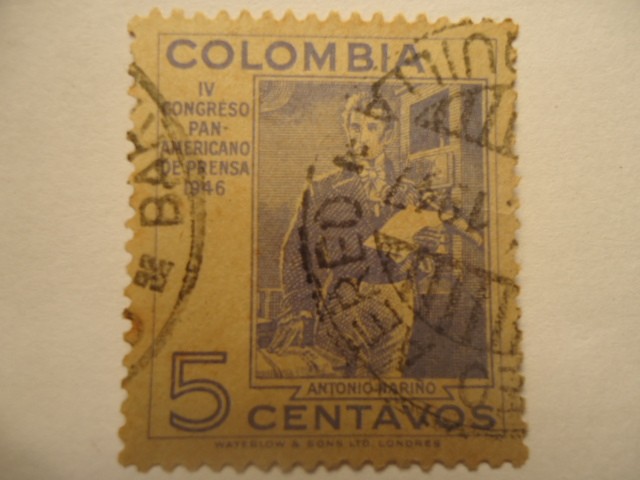 COLOMBIA
IV
CONGRESO
PAN-
AMERICANO
DE PRENSA
1946
ANTONIO NARIÑO
5 CENTAVOS
WATERLOW & SONS LTD. LONDRES